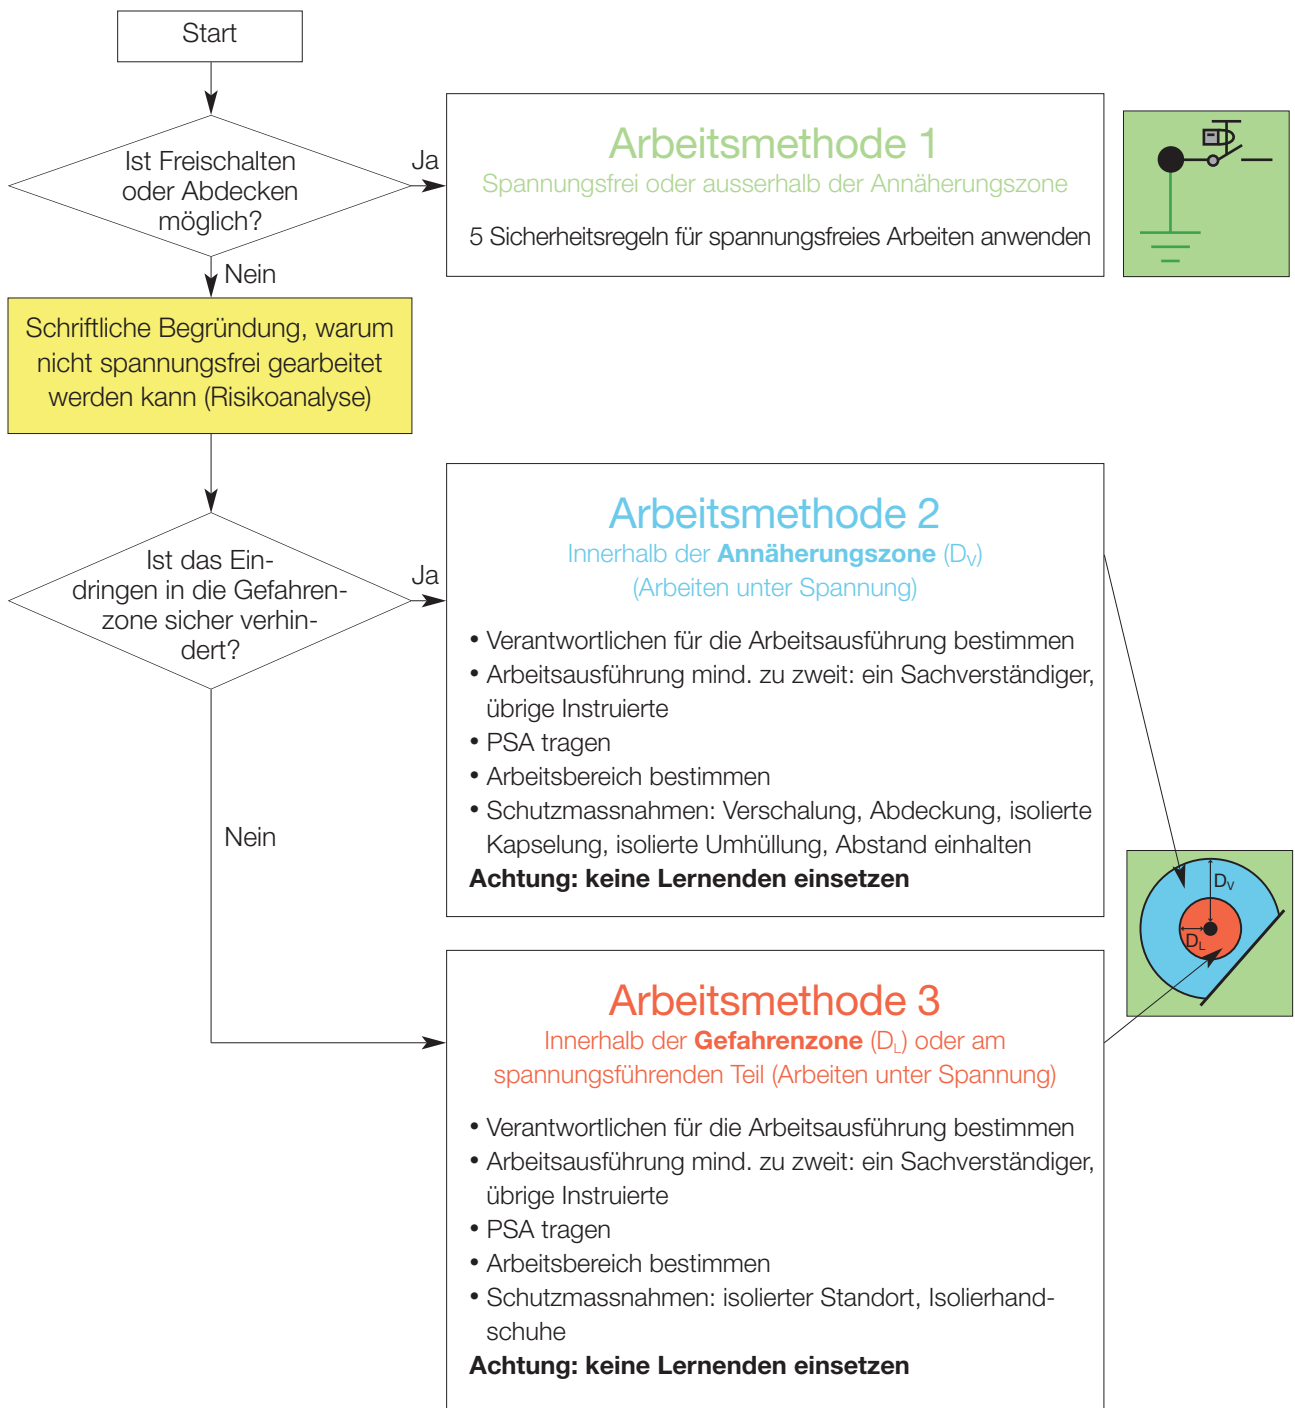 Start
Ist Freischalten
oder Abdecken
möglich?
Ja
Nein
Arbeitsmethode 1
Spannungsfrei oder ausserhalb der Annäherungszone
5 Sicherheitsregeln für spannungsfreies Arbeiten anwenden
Schriftliche Begründung, warum
nicht spannungsfrei gearbeitet
werden kann (Risikoanalyse)
Ist das Ein-
dringen in die Gefahren-
zone sicher verhin-
dert?
Ja
Nein
Arbeitsmethode 2
Innerhalb der Annäherungszone (DV)
(Arbeiten unter Spannung)
• Verantwortlichen für die Arbeitsausführung bestimmen
• Arbeitsausführung mind. zu zweit: ein Sachverständiger,
übrige Instruierte
• PSA tragen
• Arbeitsbereich bestimmen
• Schutzmassnahmen: Verschalung, Abdeckung, isolierte
Kapselung, isolierte Umhüllung, Abstand einhalten
Achtung: keine Lernenden einsetzen
DV
DL
Arbeitsmethode 3
Innerhalb der Gefahrenzone (DL) oder am
spannungsführenden Teil (Arbeiten unter Spannung)
• Verantwortlichen für die Arbeitsausführung bestimmen
• Arbeitsausführung mind. zu zweit: ein Sachverständiger,
übrige Instruierte
• PSA tragen
• Arbeitsbereich bestimmen
• Schutzmassnahmen: isolierter Standort, Isolierhand-
schuhe
Achtung: keine Lernenden einsetzen